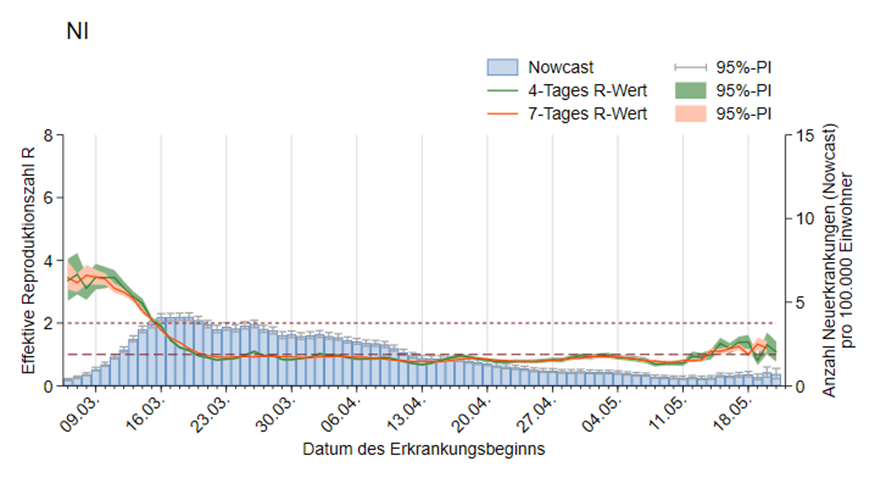 NI
Nowcast 95%-PI
4-Tages R-Wert 95%-PI
7-Tages R-Wert 95%-PI
Effektive Reproduktionszahl R
8
6
4
2
0
15
10
5
0
Anzahl Neuerkrankungen (Nowcast)
pro 100.000 Einwohner
09.03. 16.03. 23.03. 30.03. 06.04. 13.04. 20.04. 27.04. 04.05. 11.05. 18.05.
Datum des Erkrankungsbeginns